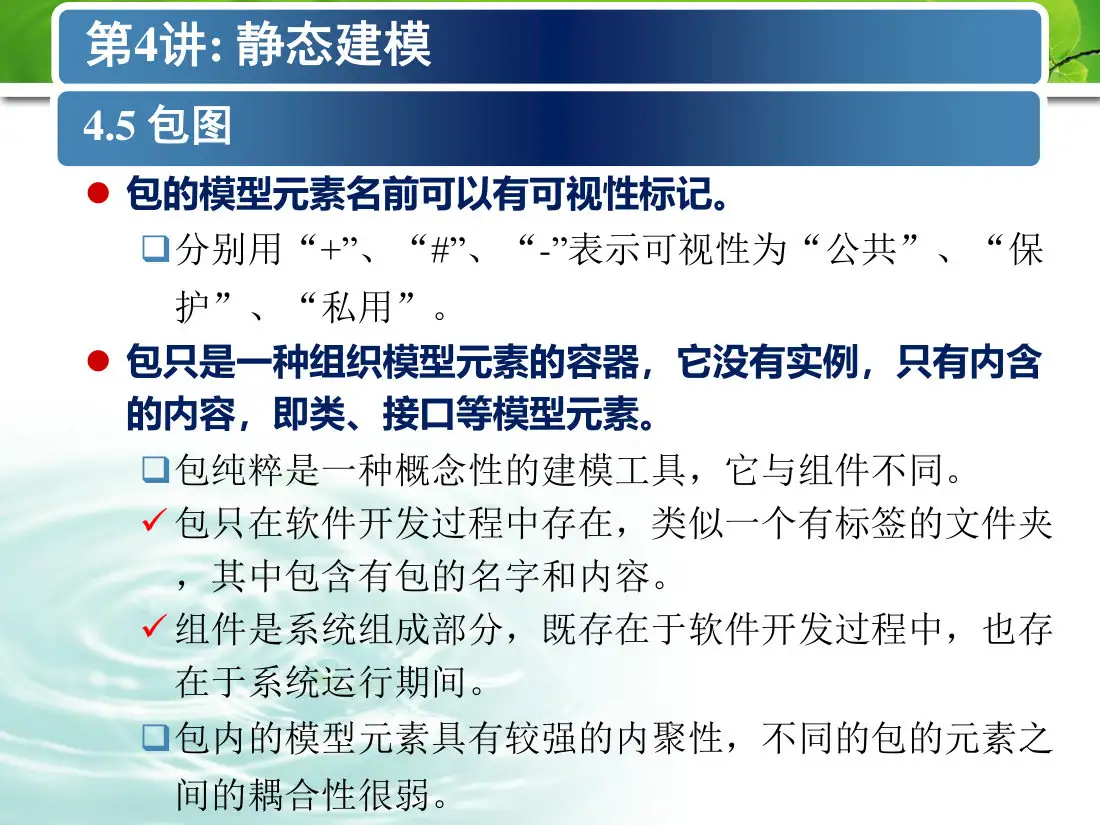 第4讲: 静态建模
4.5 包图
包的模型元素名前可以有可视性标记。
分别用“+”、“#”、“-”表示可视性为“公共”、“保
护”、“私用”。
包只是一种组织模型元素的容器，它没有实例，只有内含
的内容，即类、接口等模型元素。
包纯粹是一种概念性的建模工具，它与组件不同。
包只在软件开发过程中存在，类似一个有标签的文件夹
，其中包含有包的名字和内容。
组件是系统组成部分，既存在于软件开发过程中，也存
在于系统运行期间。
包内的模型元素具有较强的内聚性，不同的包的元素之
间的耦合性很弱。